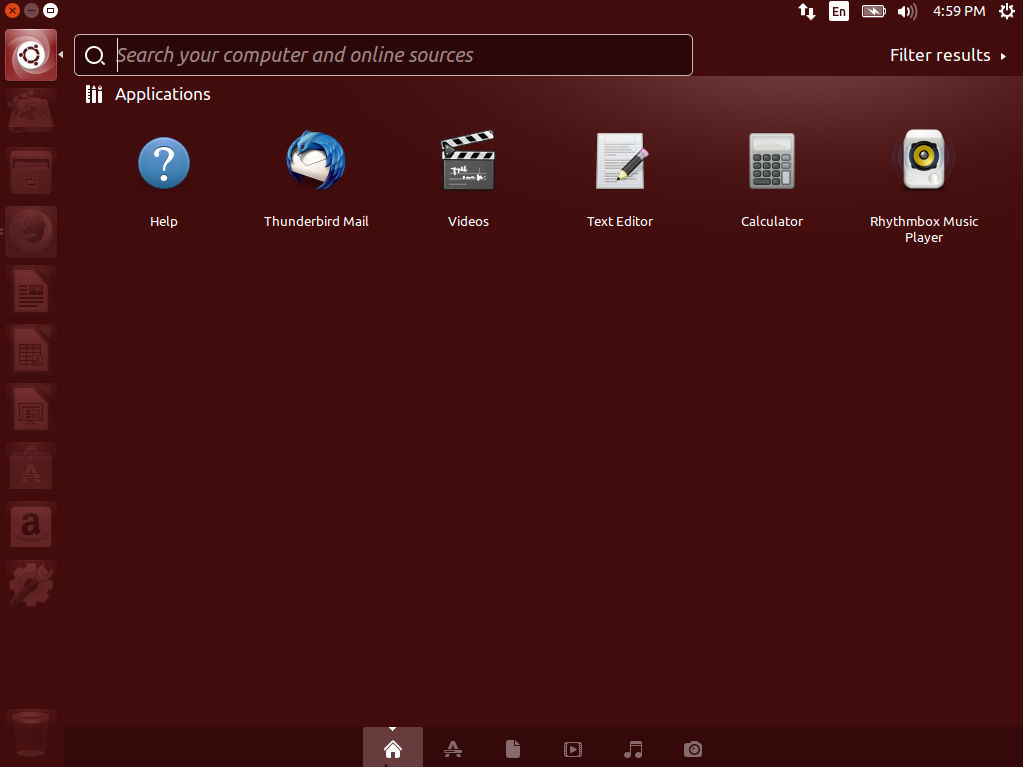 En
4:59 PM
Search your computer and online sources
Filter results
Applications
Help
Thunderbird Mail
Videos
Text Editor
Calculator
Rhythmbox Music
Player